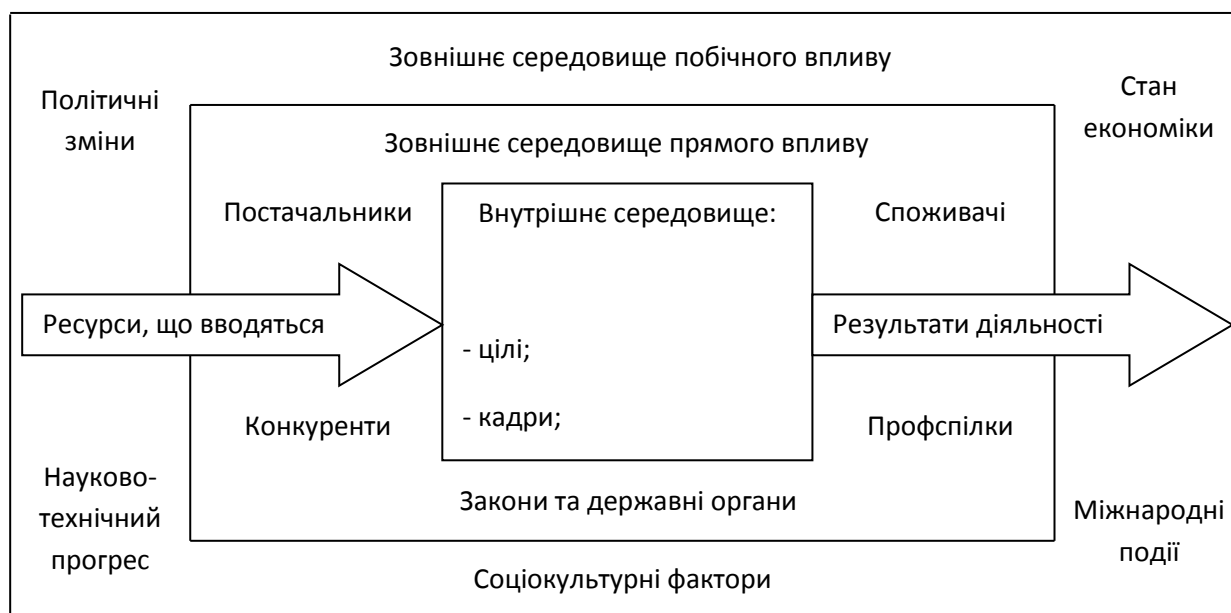 Зовнішнє середовище побічного впливу
Політичні
зміни
Стан
економіки
Зовнішнє середовище прямого впливу
Постачальники
Внутрішнє середовище:
Споживачі
Ресурси, що вводяться
Результати діяльності
- цілі;
- кадри;
Конкуренти
Профспілки
Закони та державні органи
Науково-
технічний
прогрес
Міжнародні
події
Соціокультурні фактори